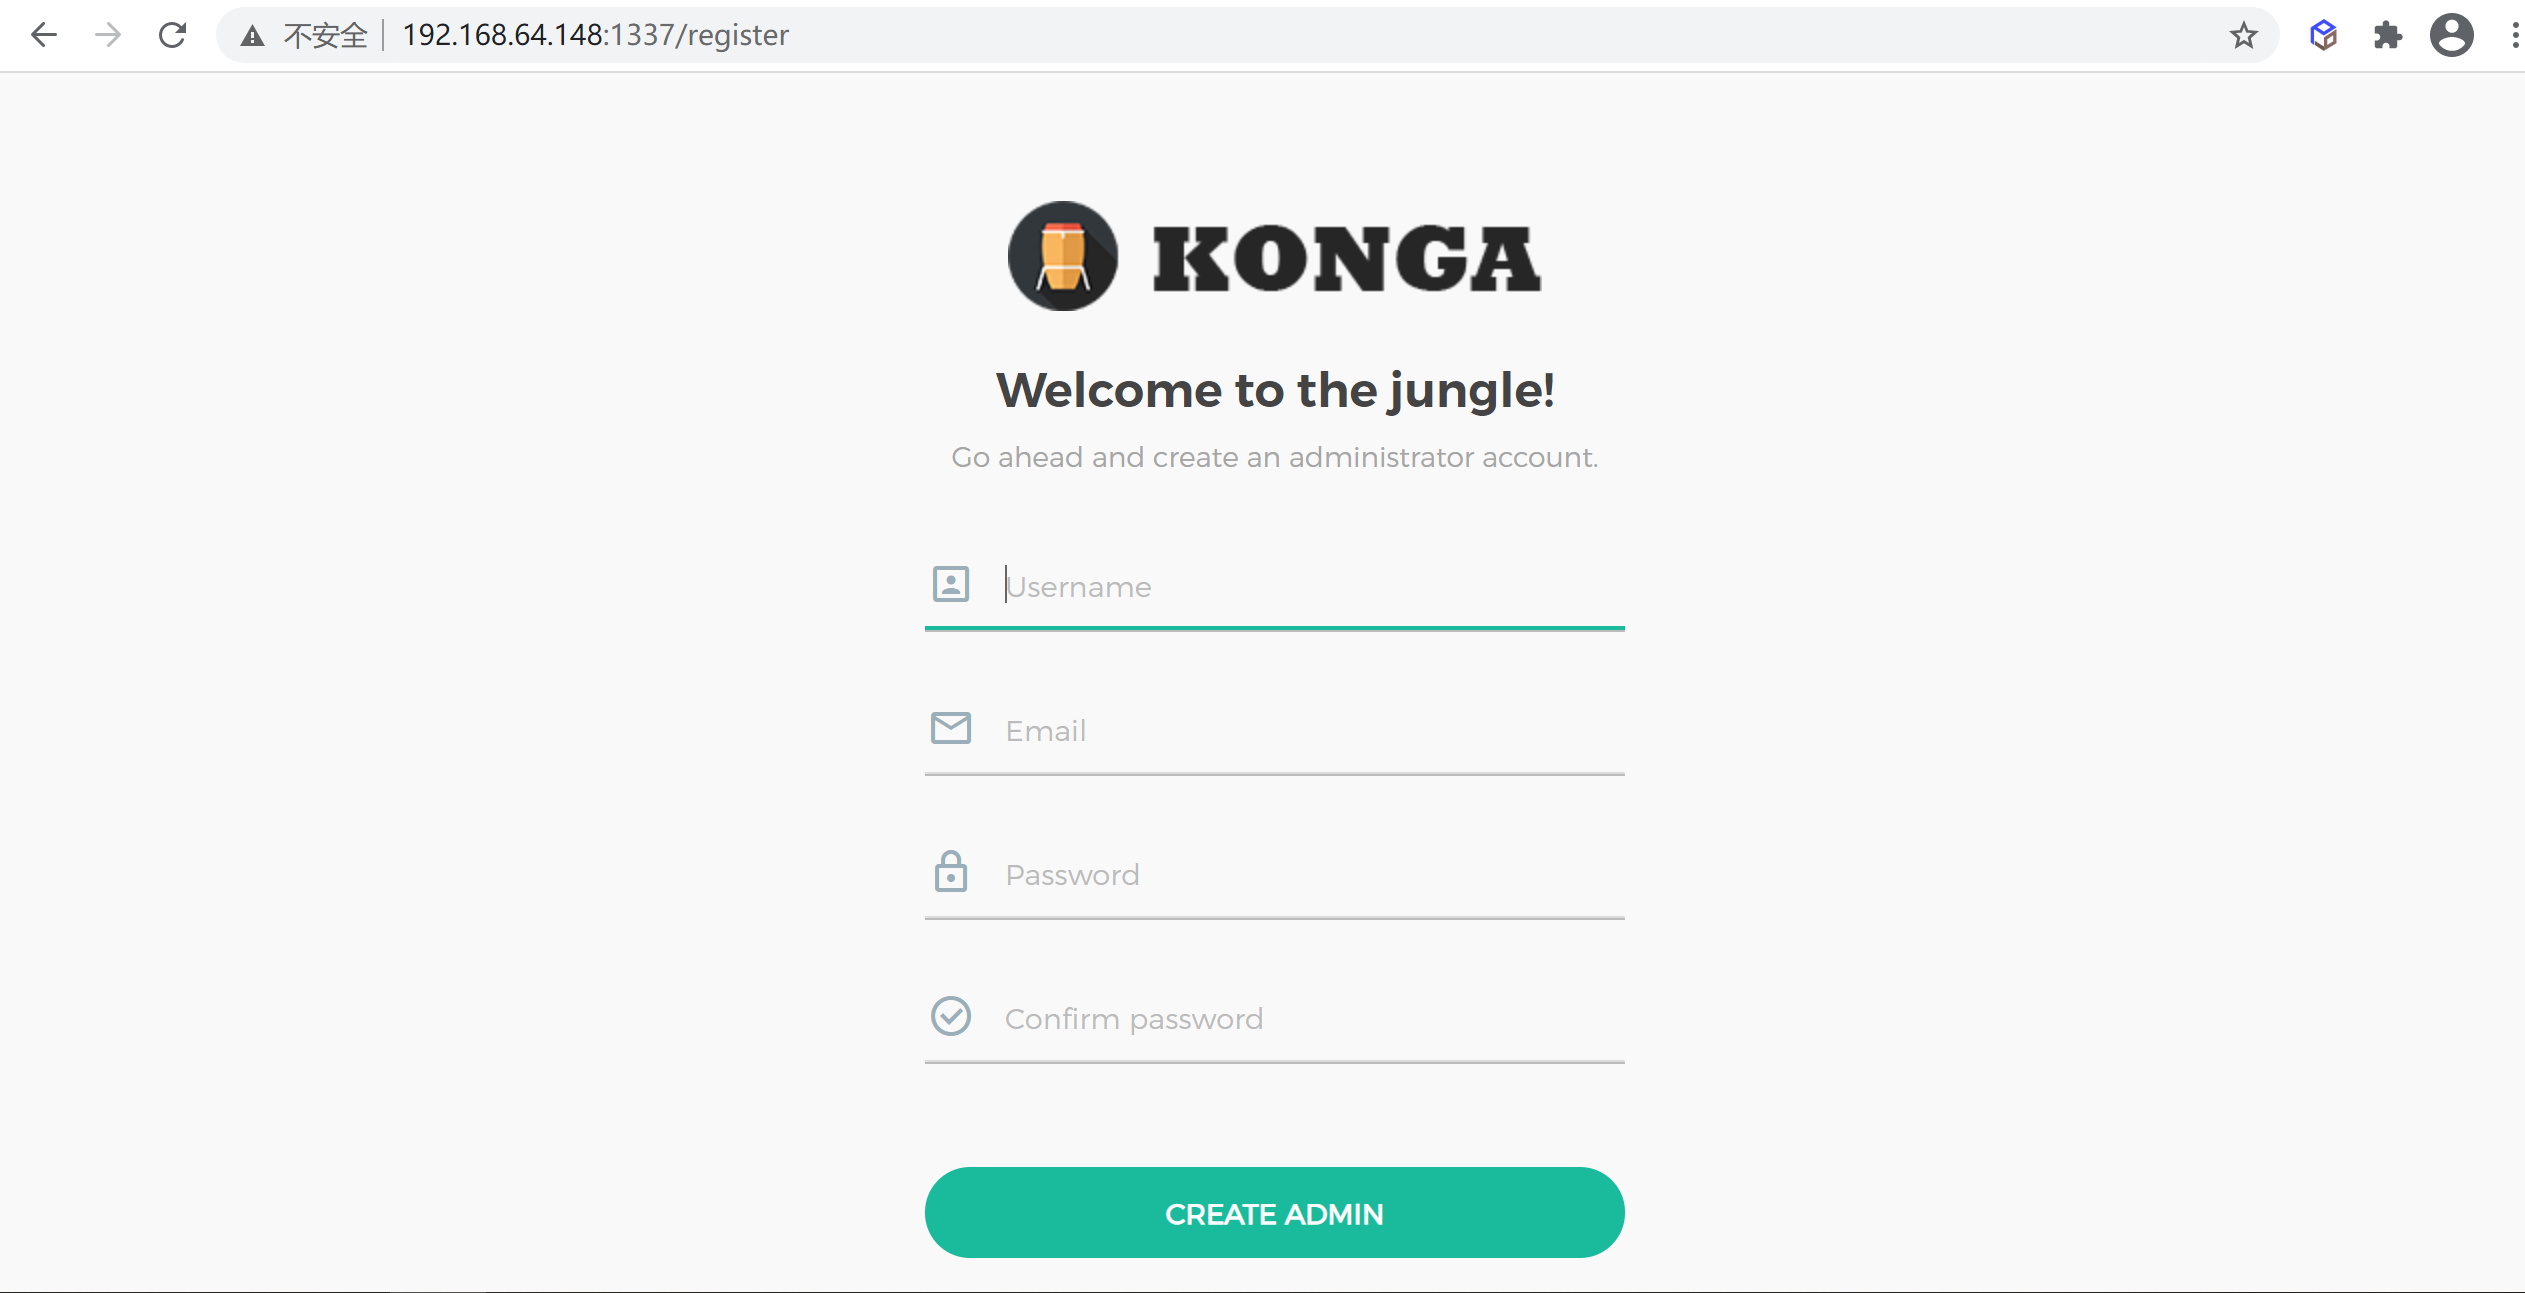 不安全 192.168.64.148:1337/register
KONGA
Welcome to the jungle!
Go ahead and create an administrator account.
Username
Email
Password
Confirm password
CREATE ADMIN